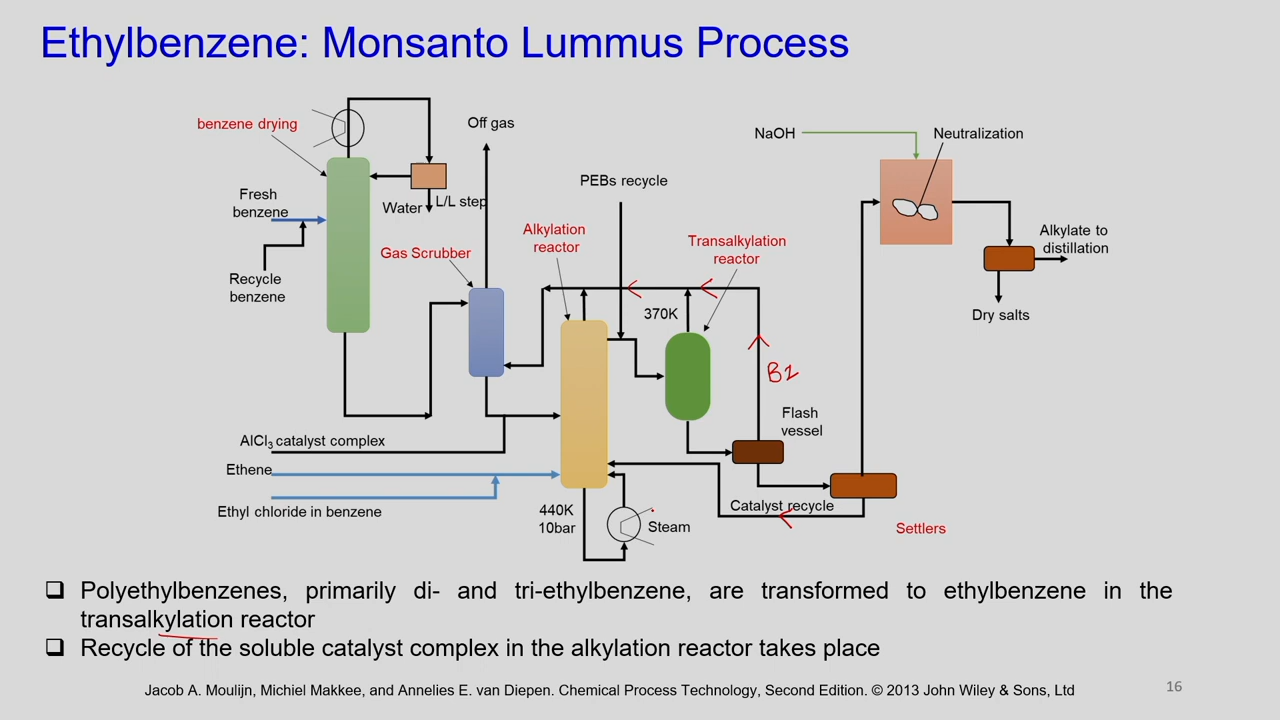 Ethylbenzene: Monsanto Lummus Process
benzene drying
Off gas
NaOH
Neutralization
PEBs recycle
Fresh
benzene
Water
L/L step
Alkylation
reactor
Transalkylation
reactor
Alkylate to
distillation
Gas Scrubber
Recycle
benzene
370K
Dry salts
Bz
Flash
vessel
AlCl3 catalyst complex
Ethene
Ethyl chloride in benzene
440K
10bar
Steam
Catalyst recycle
Settlers
❑ Polyethylbenzenes, primarily di- and tri-ethylbenzene, are transformed to ethylbenzene in the
transalkylation reactor
❑ Recycle of the soluble catalyst complex in the alkylation reactor takes place
Jacob A. Moulijn, Michiel Makkee, and Annelies E. van Diepen. Chemical Process Technology, Second Edition. © 2013 John Wiley & Sons, Ltd
16